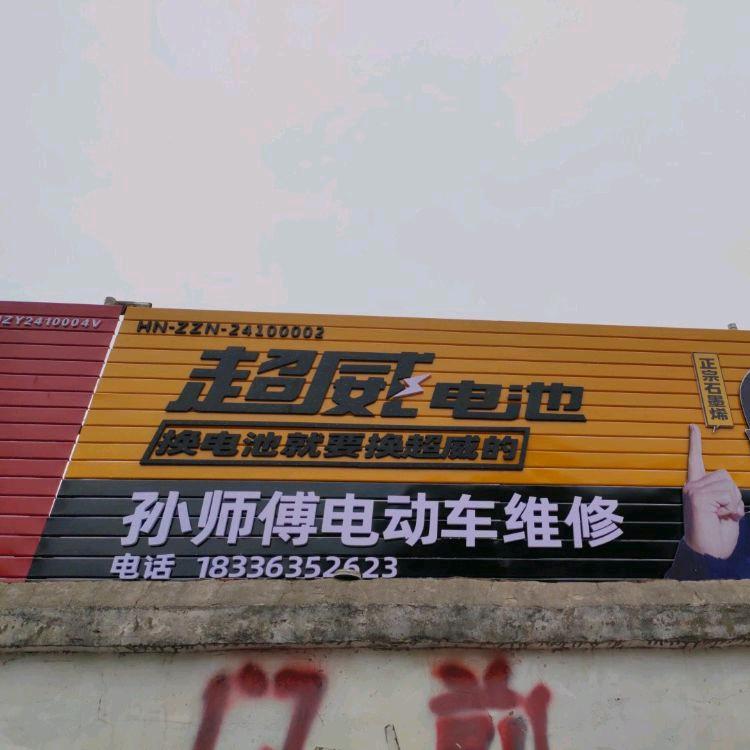 ZY2410004V
HN-ZZN-24100002
超威电池
换电池就要换超威的
正宗石墨烯
孙师傅电动车维修
电话 18336352623
门前